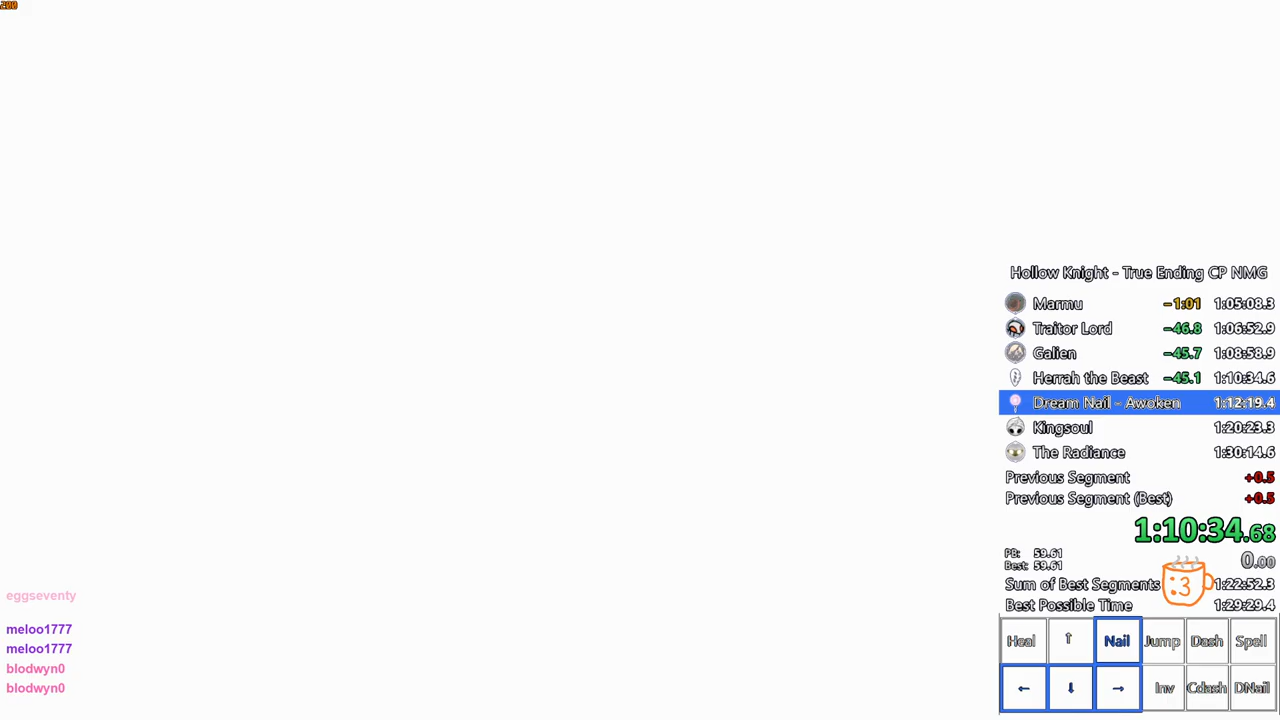 200
Hollow Knight - True Ending CP NMG
Marmu -1:01 1:05:08.3
Traitor Lord -46.8 1:06:52.9
Galien -45.7 1:08:58.9
Herrah the Beast -45.1 1:10:34.6
Dream Nail - Awoken 1:12:19.4
Kingsoul 1:20:23.3
The Radiance 1:30:14.6
Previous Segment +0.5
Previous Segment (Best) +0.5
1:10:34.68
PB: 59.61 0.00
Best: 59.61
Sum of Best Segments 1:22:52.3
Best Possible Time 1:29:29.4
Heal ↑ Nail Jump Dash Spell
← ↓ → Inv Cdash DNail
eggseventy
meloo1777
meloo1777
blodwyn0
blodwyn0